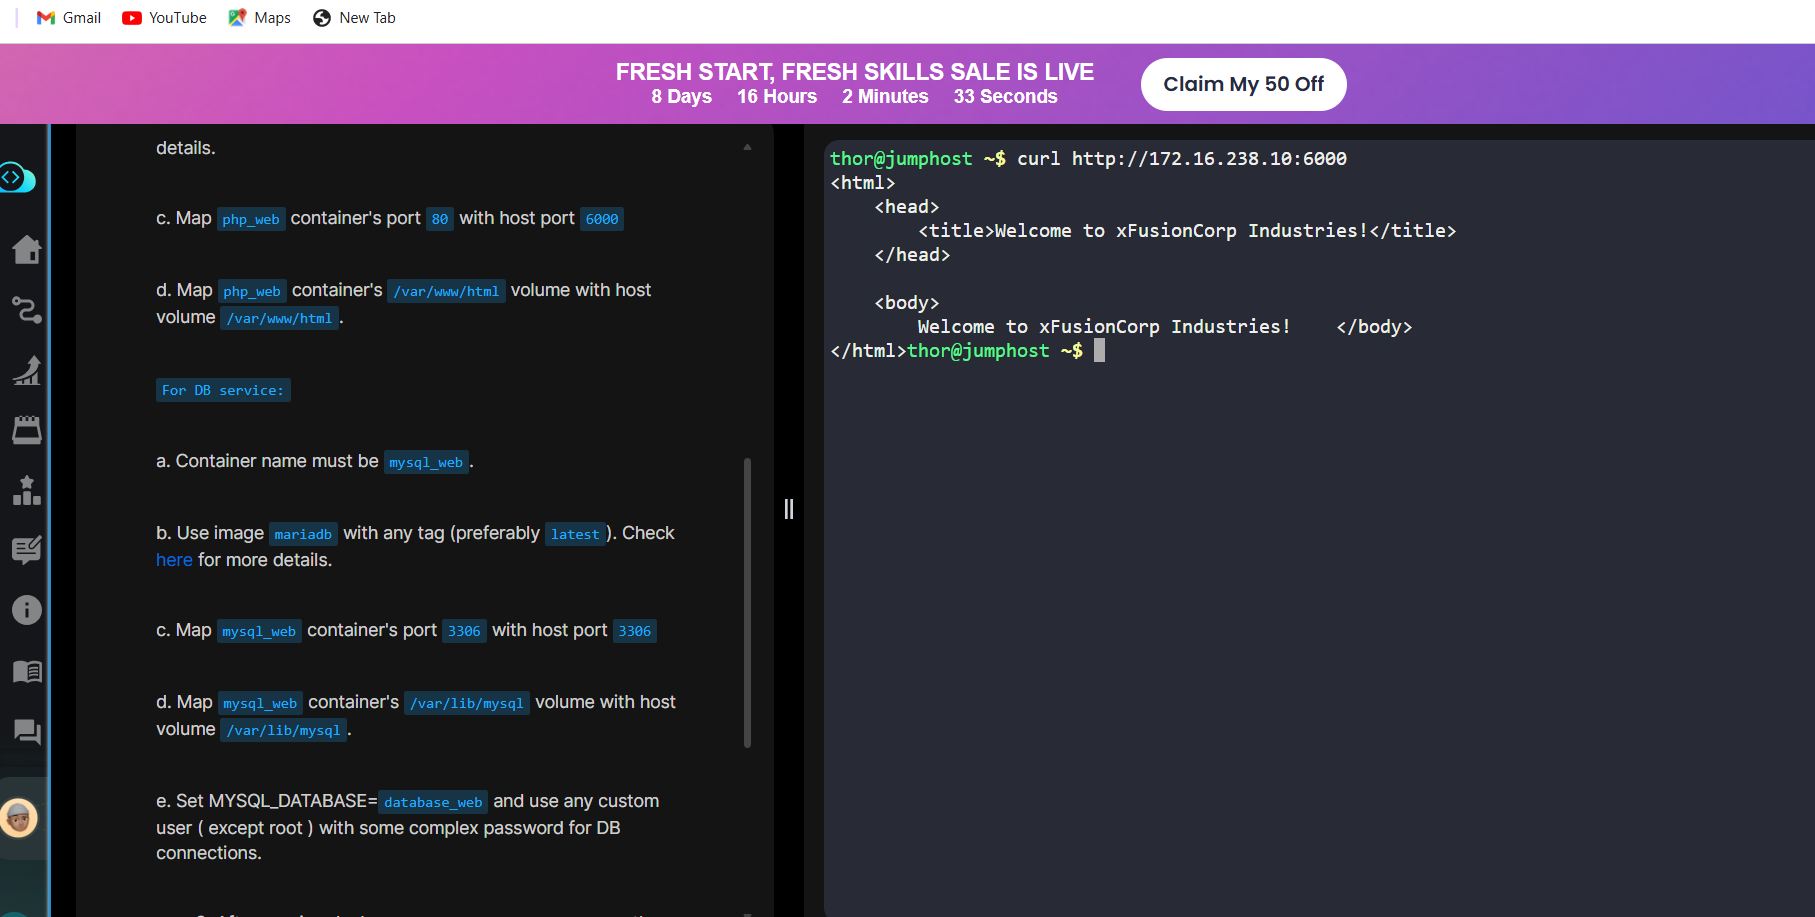 Gmail YouTube Maps New Tab
FRESH START, FRESH SKILLS SALE IS LIVE
8 Days 16 Hours 2 Minutes 33 Seconds
Claim My 50 Off
details.
c. Map php_web container's port 80 with host port 6000
d. Map php_web container's /var/www/html volume with host
volume /var/www/html.
For DB service:
a. Container name must be mysql_web.
b. Use image mariadb with any tag (preferably latest). Check
here for more details.
c. Map mysql_web container's port 3306 with host port 3306
d. Map mysql_web container's /var/lib/mysql volume with host
volume /var/lib/mysql.
e. Set MYSQL_DATABASE=database_web and use any custom
user ( except root ) with some complex password for DB
connections.
thor@jumphost ~$ curl http://172.16.238.10:6000
<html>
    <head>
        <title>Welcome to xFusionCorp Industries!</title>
    </head>
    <body>
        Welcome to xFusionCorp Industries!    </body>
</html>thor@jumphost ~$